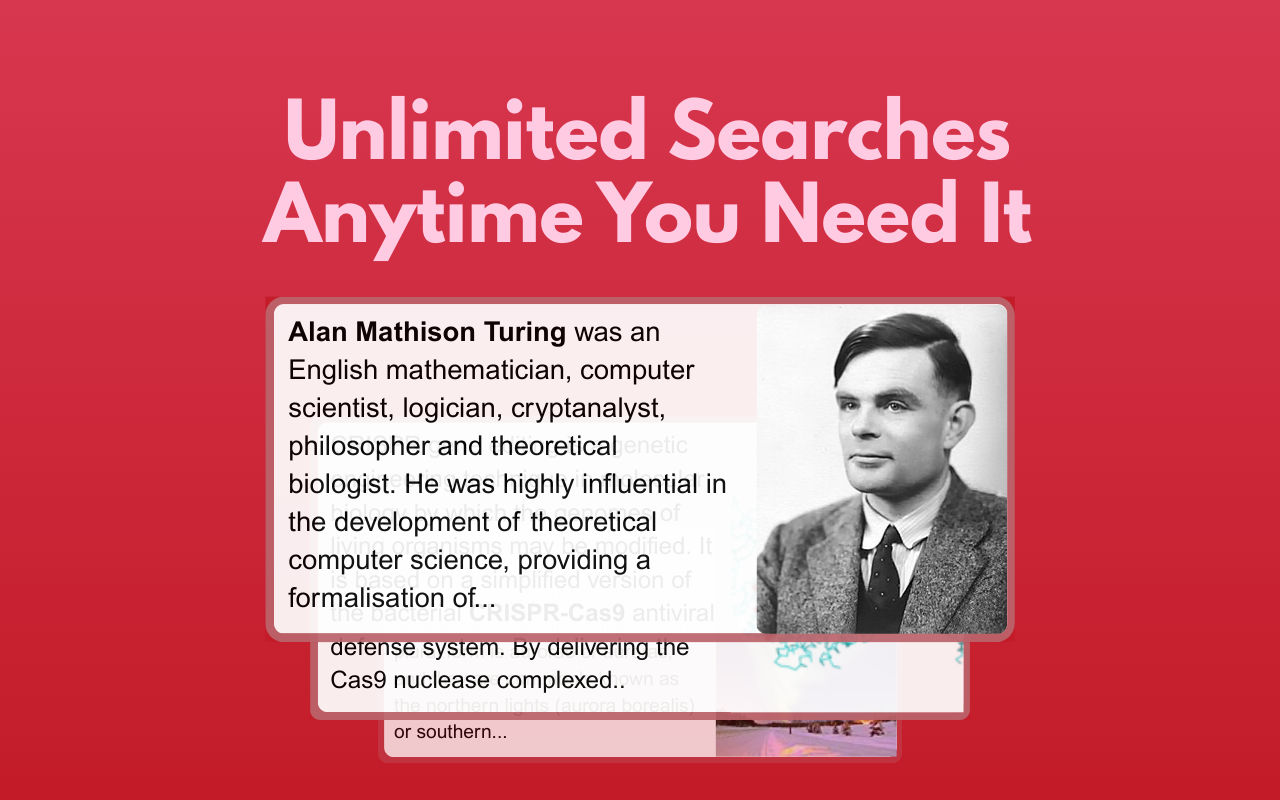 Unlimited Searches
Anytime You Need It
Alan Mathison Turing was an
English mathematician, computer
scientist, logician, cryptanalyst,
philosopher and theoretical
biologist. He was highly influential in
the development of theoretical
computer science, providing a
formalisation of...
genetic
engineering technique in molecular
biology by which the genomes of
living organisms may be modified. It
is based on a simplified version of
the bacterial CRISPR-Cas9 antiviral
defense system. By delivering the
Cas9 nuclease complexed..
known as
the northern lights (aurora borealis)
or southern...